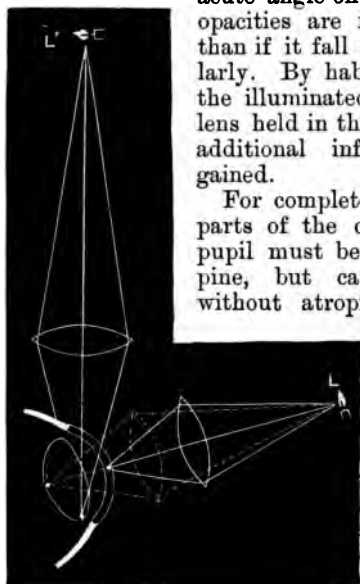 L'
acute angle on
opacities are
than if it fall
larly. By hab
the illuminated
lens held in th
additional inf
gained.
For complete
parts of the
pupil must be
pine, but ca
without atrop
L